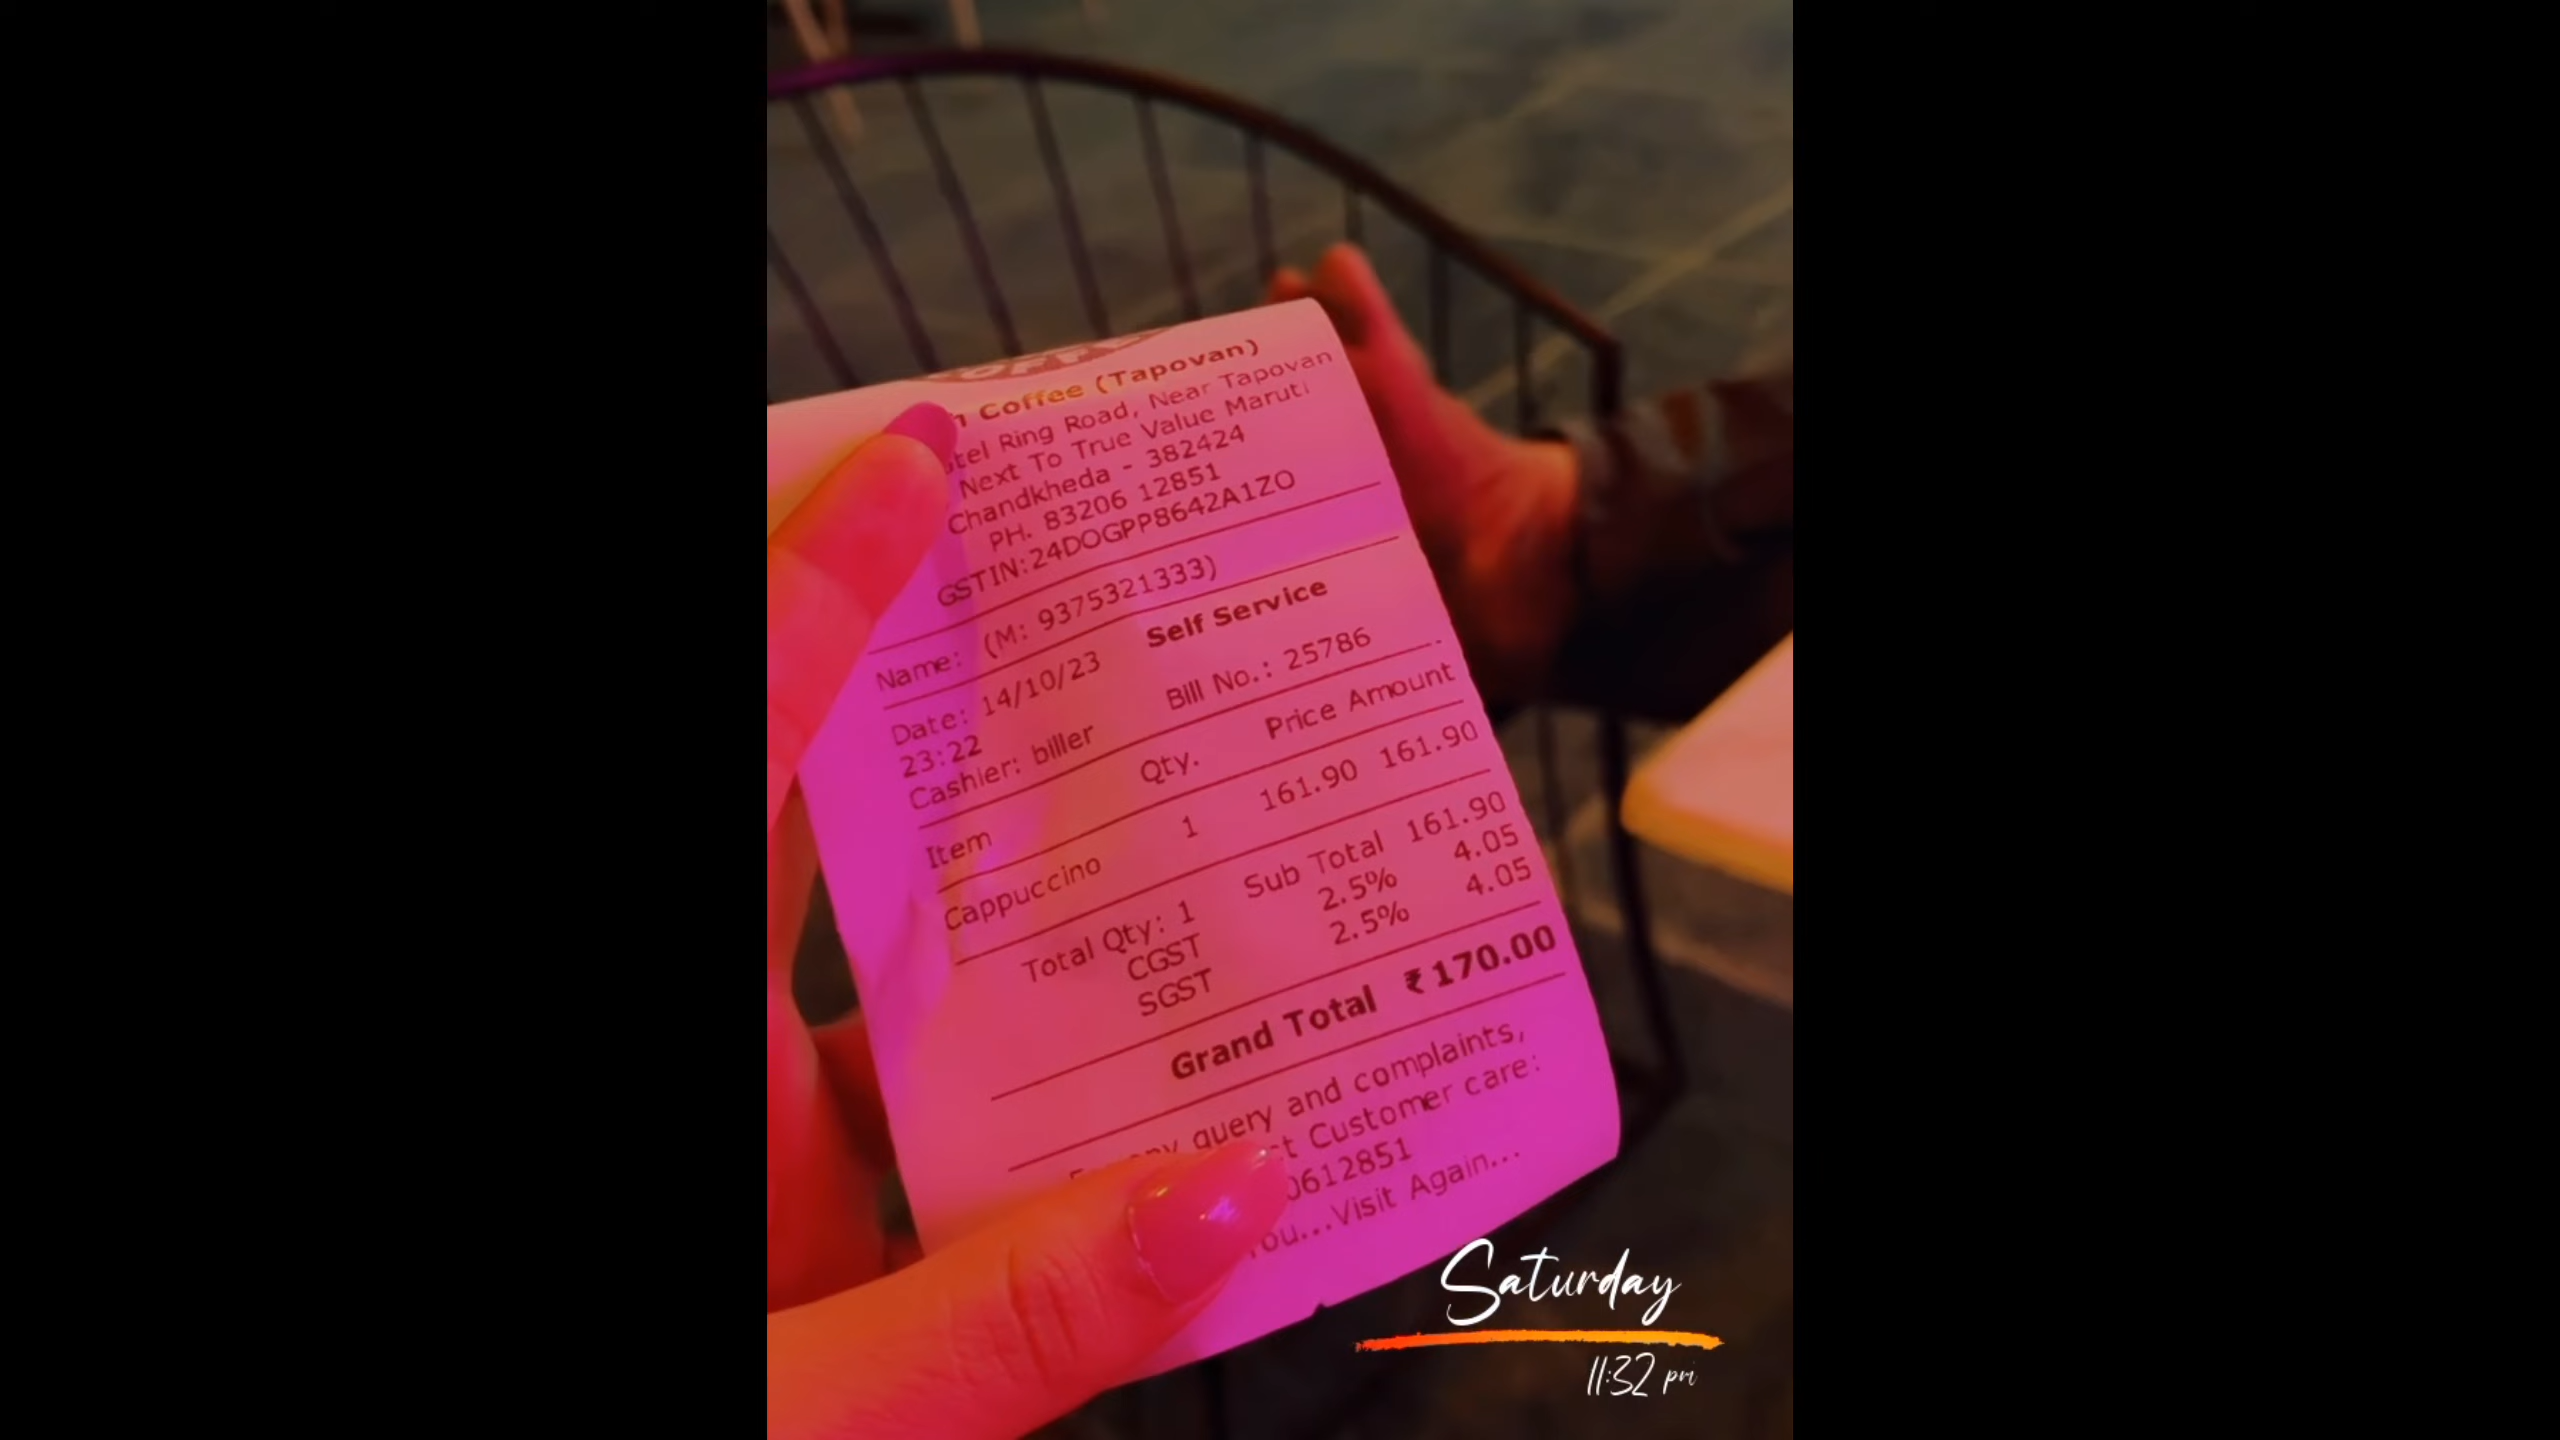 Coffee (Tapovan)
Ring Road, Near Tapovan
Next To True Value Maruti
Chandkheda - 382424
PH. 83206 12851
GSTIN:24DOGPP8642A1ZO
Name: (M: 9375321333)
Date: 14/10/23 Self Service
23:22
Cashier: biller Bill No.: 25786
Item Qty. Price Amount
Cappuccino 1 161.90 161.90
Total Qty: 1 Sub Total 161.90
CGST 2.5% 4.05
SGST 2.5% 4.05
Grand Total ₹170.00
query and complaints,
Customer care:
Visit Again...
Saturday
11:32 pm